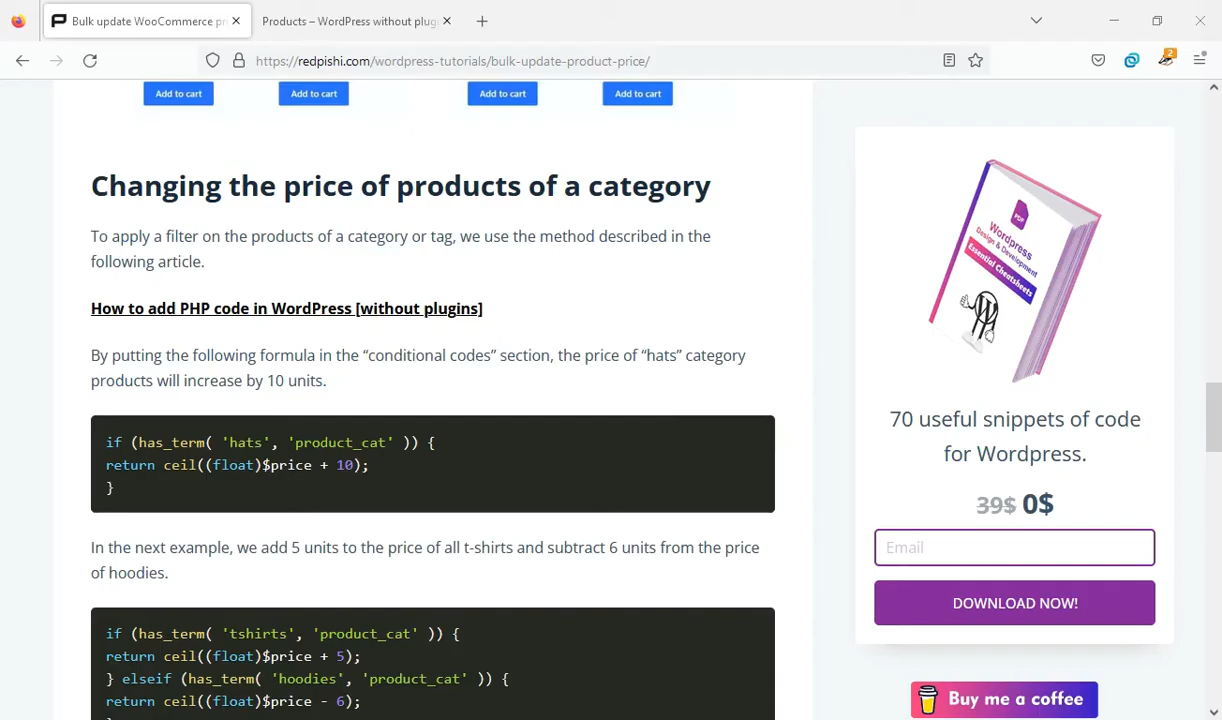 Bulk update WooCommerce pr
Products – WordPress without plug
https://redpishi.com/wordpress-tutorials/bulk-update-product-price/
2
Add to cart
Add to cart
Add to cart
Add to cart
Changing the price of products of a category
To apply a filter on the products of a category or tag, we use the method described in the
following article.
How to add PHP code in WordPress [without plugins]
By putting the following formula in the “conditional codes” section, the price of “hats” category
products will increase by 10 units.
if (has_term( 'hats', 'product_cat' )) {
return ceil((float)$price + 10);
}
In the next example, we add 5 units to the price of all t-shirts and subtract 6 units from the price
of hoodies.
if (has_term( 'tshirts', 'product_cat' )) {
return ceil((float)$price + 5);
} elseif (has_term( 'hoodies', 'product_cat' )) {
return ceil((float)$price - 6);
PDF
Wordpress
Design & Development
Essential Cheatsheets
70 useful snippets of code
for Wordpress.
39$ 0$
Email
DOWNLOAD NOW!
Buy me a coffee